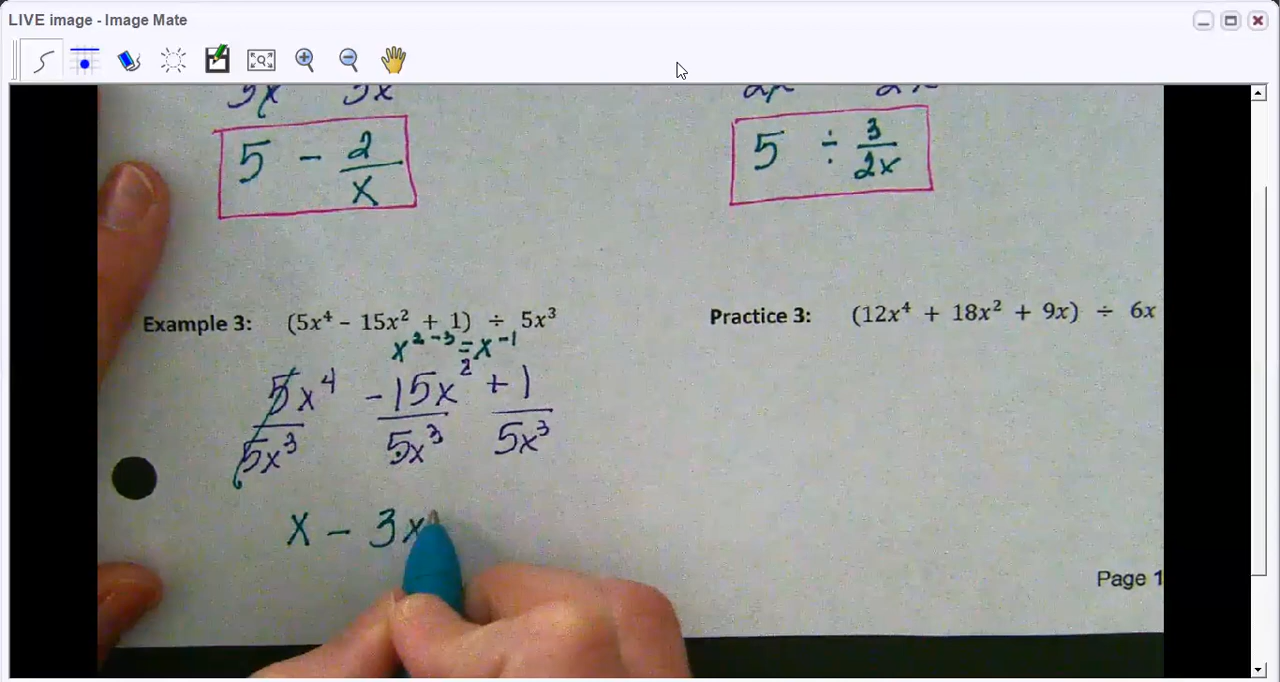 LIVE image - Image Mate
5 - 2/x
5 ÷ 3/2x
Example 3: (5x⁴ – 15x² + 1) ÷ 5x³
Practice 3: (12x⁴ + 18x² + 9x) ÷ 6x
x²⁻³ = x⁻¹
5x⁴/5x³ - 15x²/5x³ + 1/5x³
x - 3x
Page 1